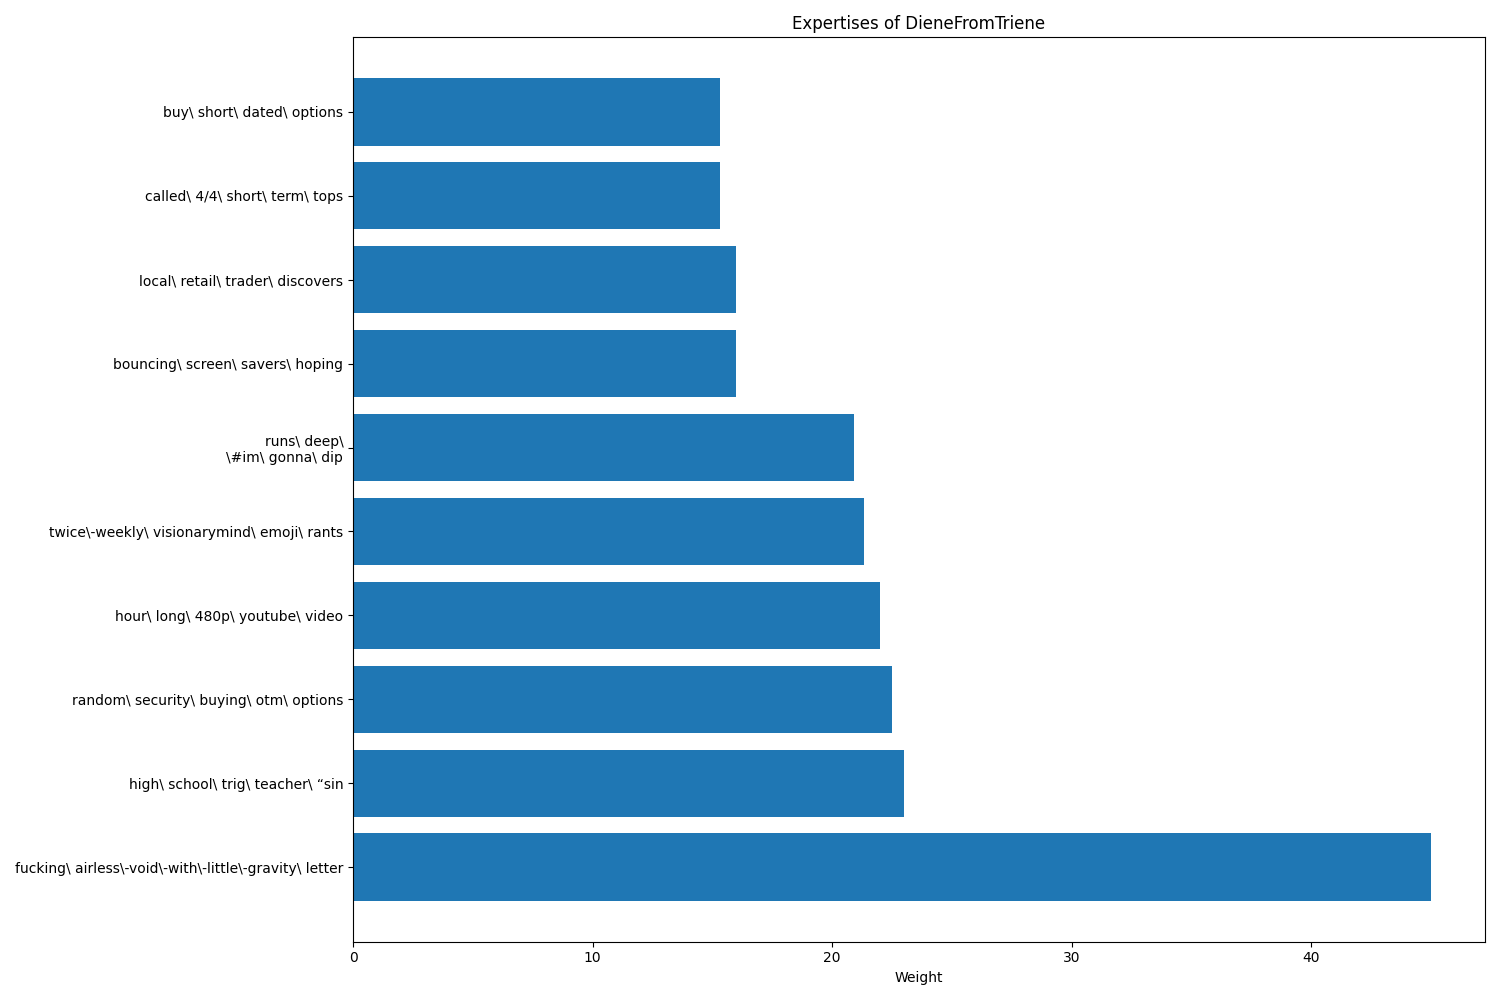 Expertises of DieneFromTriene
buy\ short\ dated\ options
called\ 4/4\ short\ term\ tops
local\ retail\ trader\ discovers
bouncing\ screen\ savers\ hoping
runs\ deep\
\#im\ gonna\ dip
twice\-weekly\ visionarymind\ emoji\ rants
hour\ long\ 480p\ youtube\ video
random\ security\ buying\ otm\ options
high\ school\ trig\ teacher\ “sin
fucking\ airless\-void\-with\-little\-gravity\ letter
0 10 20 30 40
Weight